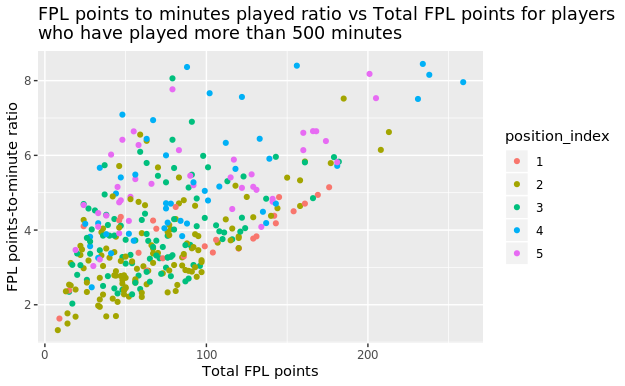 FPL points to minutes played ratio vs Total FPL points for players
who have played more than 500 minutes
FPL points-to-minute ratio
8
6
4
2
0
100
200
Total FPL points
position_index
1
2
3
4
5